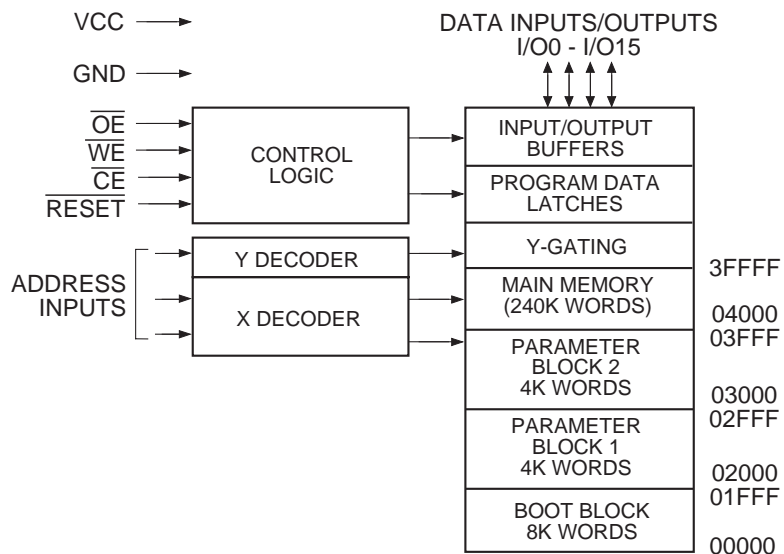 VCC
GND
OE
WE
CE
RESET
ADDRESS
INPUTS
CONTROL
LOGIC
Y DECODER
X DECODER
DATA INPUTS/OUTPUTS
I/O0 - I/O15
INPUT/OUTPUT
BUFFERS
PROGRAM DATA
LATCHES
Y-GATING
MAIN MEMORY
(240K WORDS)
PARAMETER
BLOCK 2
4K WORDS
PARAMETER
BLOCK 1
4K WORDS
BOOT BLOCK
8K WORDS
3FFFF
04000
03FFF
03000
02FFF
02000
01FFF
00000